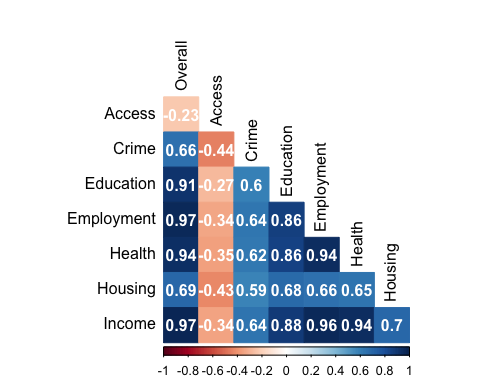 Overall
Access
Crime
Education
Employment
Health
Housing
Access -0.23
Crime 0.66 -0.44
Education 0.91 -0.27 0.6
Employment 0.97 -0.34 0.64 0.86
Health 0.94 -0.35 0.62 0.86 0.94
Housing 0.69 -0.43 0.59 0.68 0.66 0.65
Income 0.97 -0.34 0.64 0.88 0.96 0.94 0.7
-1 -0.8 -0.6 -0.4 -0.2 0 0.2 0.4 0.6 0.8 1